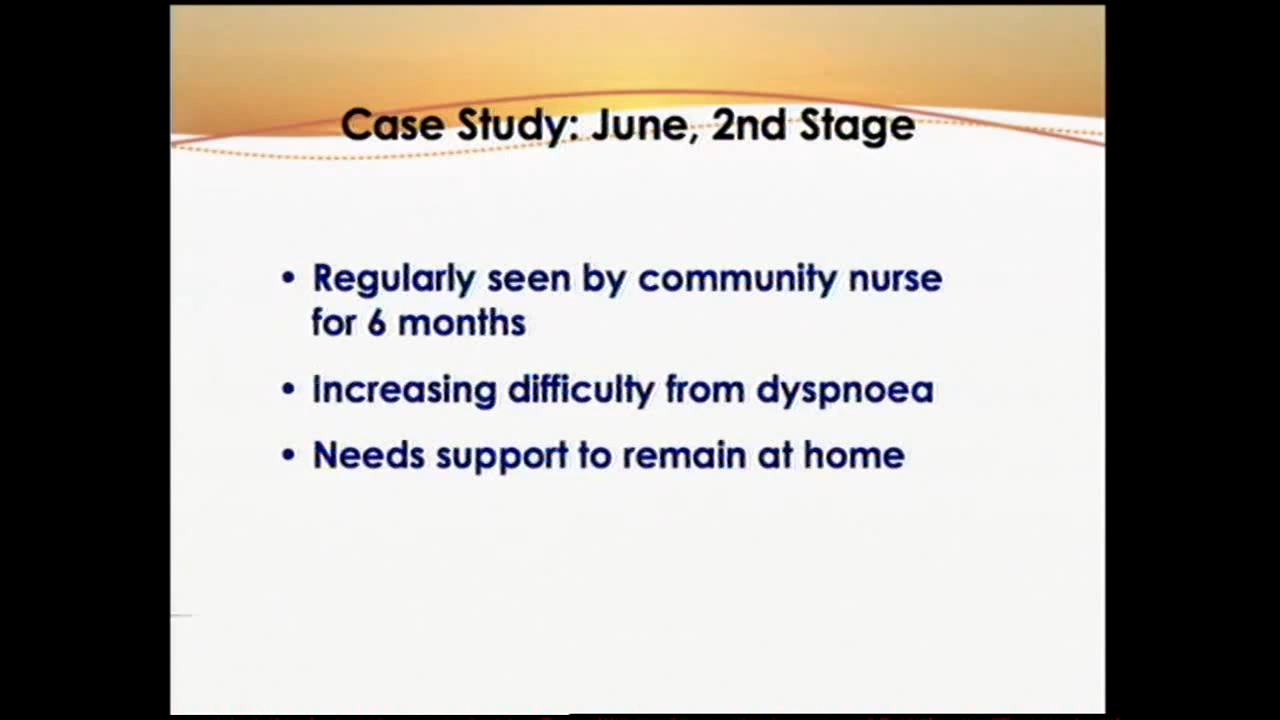 Case Study: June, 2nd Stage
• Regularly seen by community nurse
for 6 months
• Increasing difficulty from dyspnoea
• Needs support to remain at home